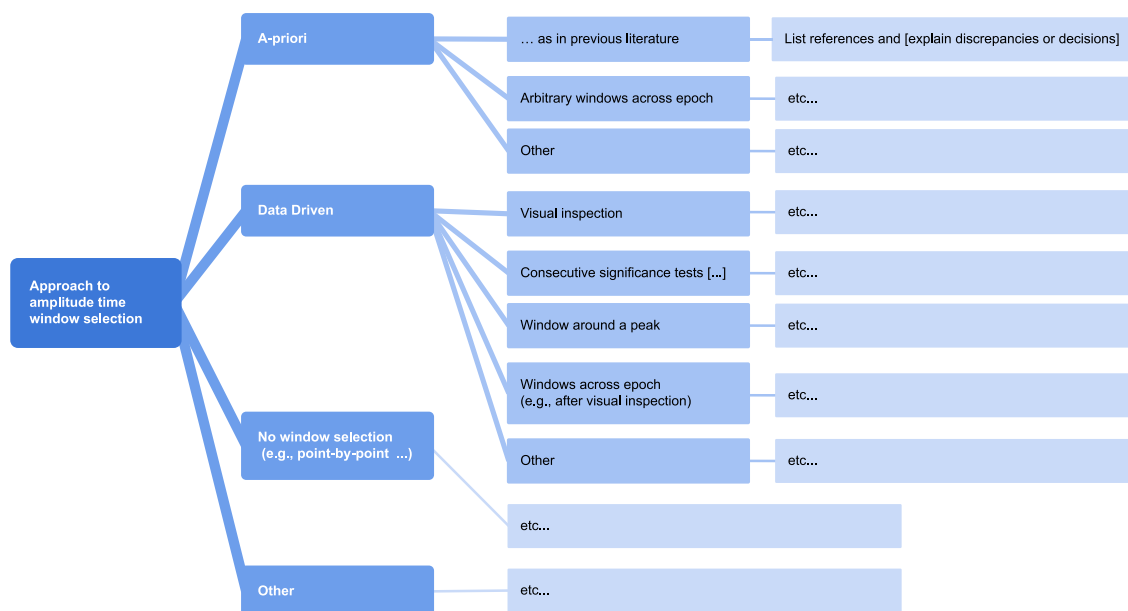 A-priori
… as in previous literature
List references and [explain discrepancies or decisions]
Arbitrary windows across epoch
etc...
Other
etc...
Data Driven
Visual inspection
etc...
Approach to
amplitude time
window selection
Consecutive significance tests [...]
etc...
Window around a peak
etc...
Windows across epoch
(e.g., after visual inspection)
etc...
No window selection
(e.g., point-by-point ...)
Other
etc...
etc...
Other
etc...